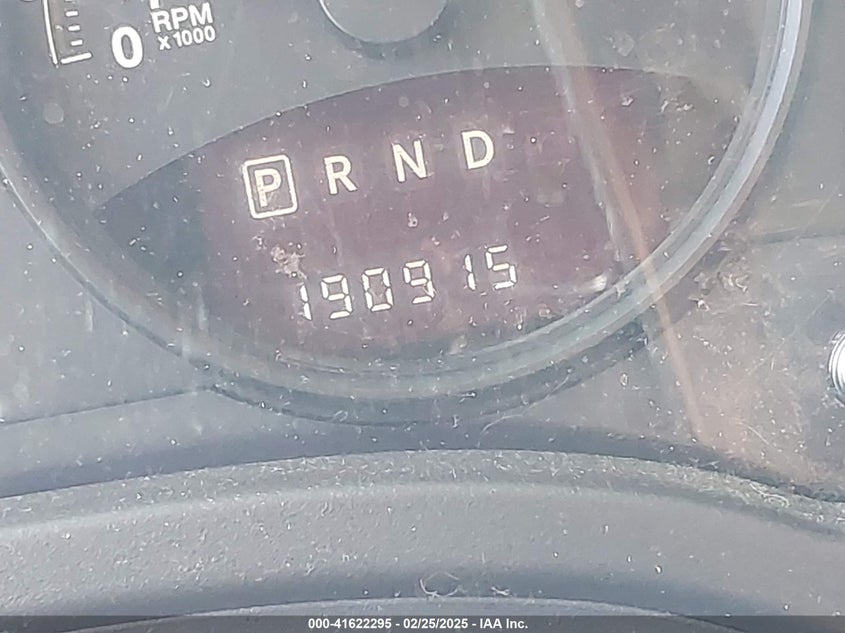 RPM
0 x1000
P R N D
190915
000-41622295 - 02/25/2025 - IAA Inc.